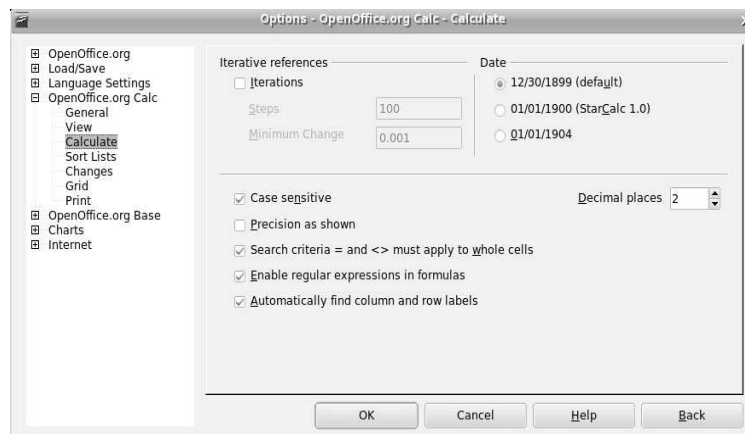 Options - OpenOffice.org Calc - Calculate
OpenOffice.org
Load/Save
Language Settings
OpenOffice.org Calc
General
View
Calculate
Sort Lists
Changes
Grid
Print
OpenOffice.org Base
Charts
Internet
Iterative references
Iterations
Steps 100
Minimum Change 0.001
Date
12/30/1899 (default)
01/01/1900 (StarCalc 1.0)
01/01/1904
Case sensitive
Decimal places 2
Precision as shown
Search criteria = and <> must apply to whole cells
Enable regular expressions in formulas
Automatically find column and row labels
OK Cancel Help Back